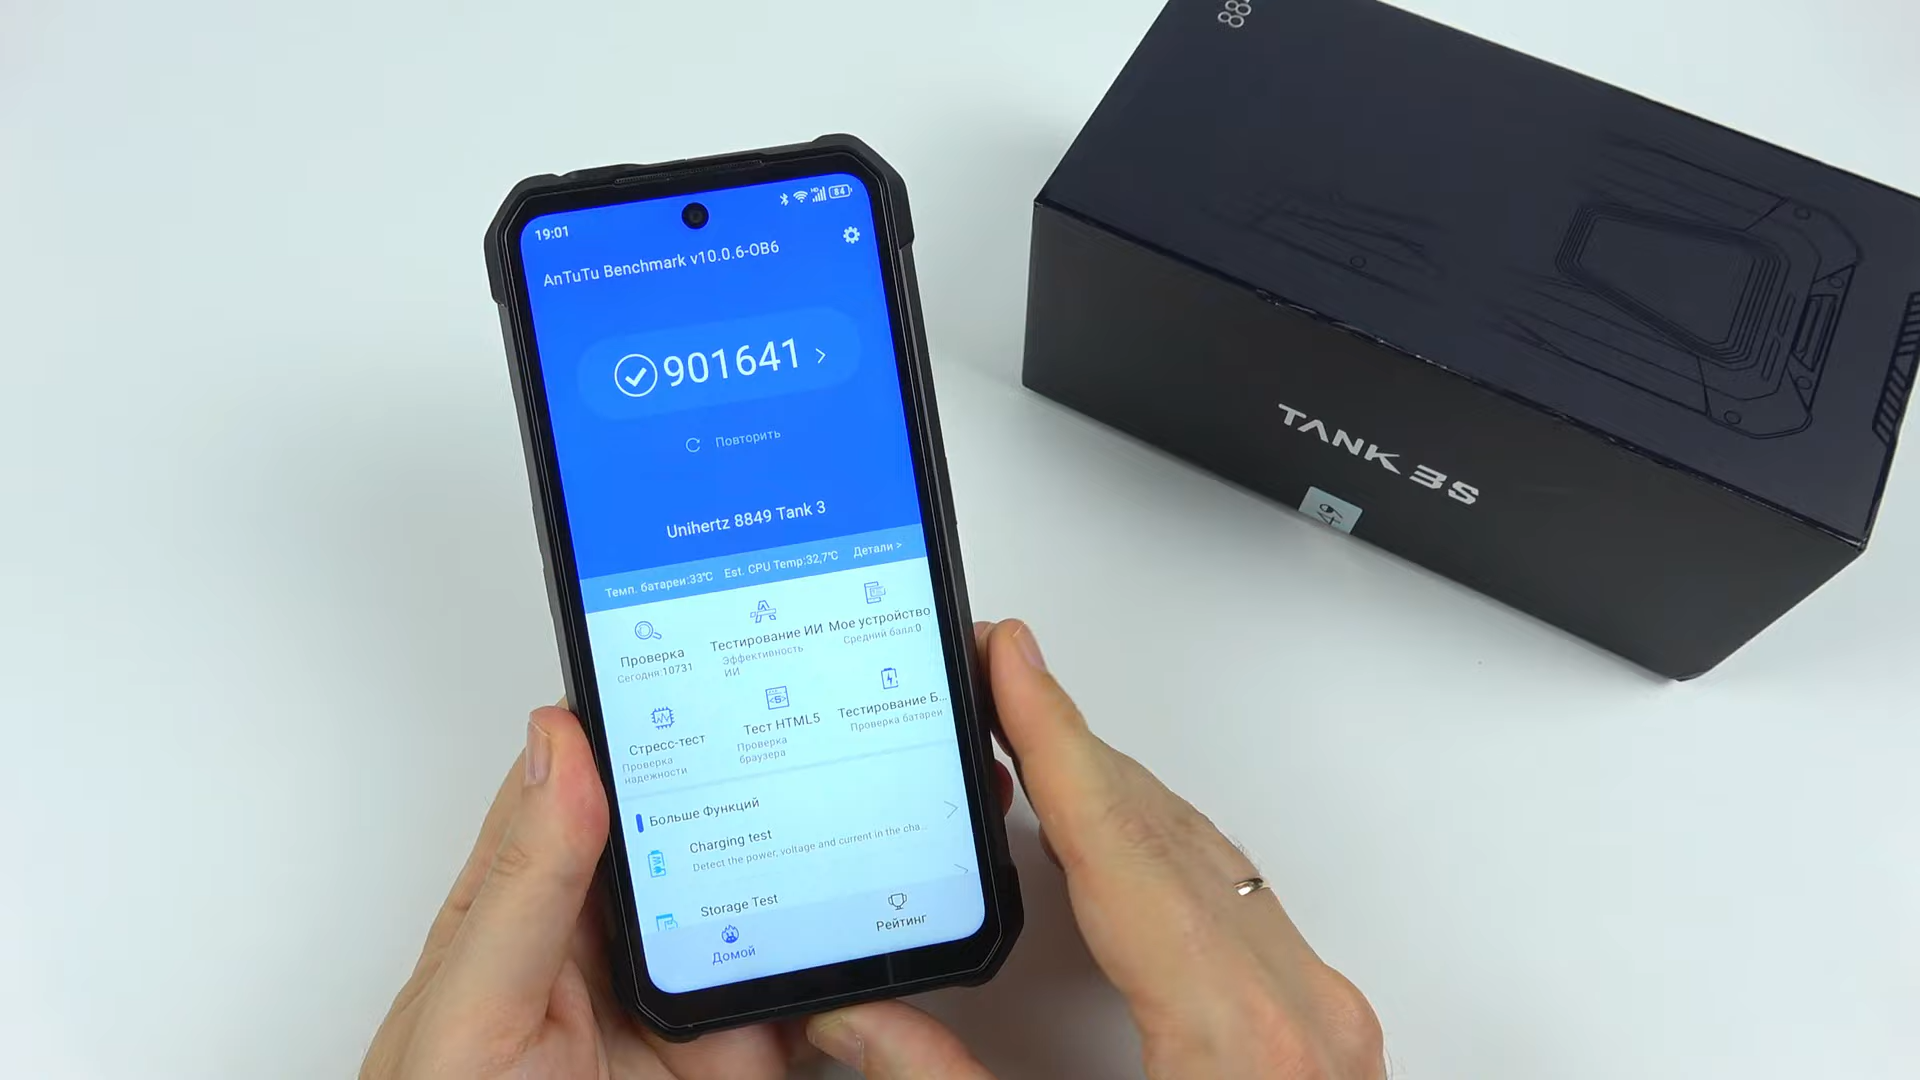 19:01
84
AnTuTu Benchmark v10.0.6-OB6
901641
Повторить
Unihertz 8849 Tank 3
Темп. батареи:33℃ Est. CPU Temp:32,7℃ Детали >
Проверка
Сегодня 10731
Тестирование ИИ
Эффективность
ИИ
Мое устройство
Средний балл:0
Стресс-тест
Проверка
надежности
Тест HTML5
Проверка
браузера
Тестирование Б...
Проверка батареи
Больше Функций
Charging test
Detect the power, voltage and current in the cha...
Storage Test
Домой
Рейтинг
TANK 3S